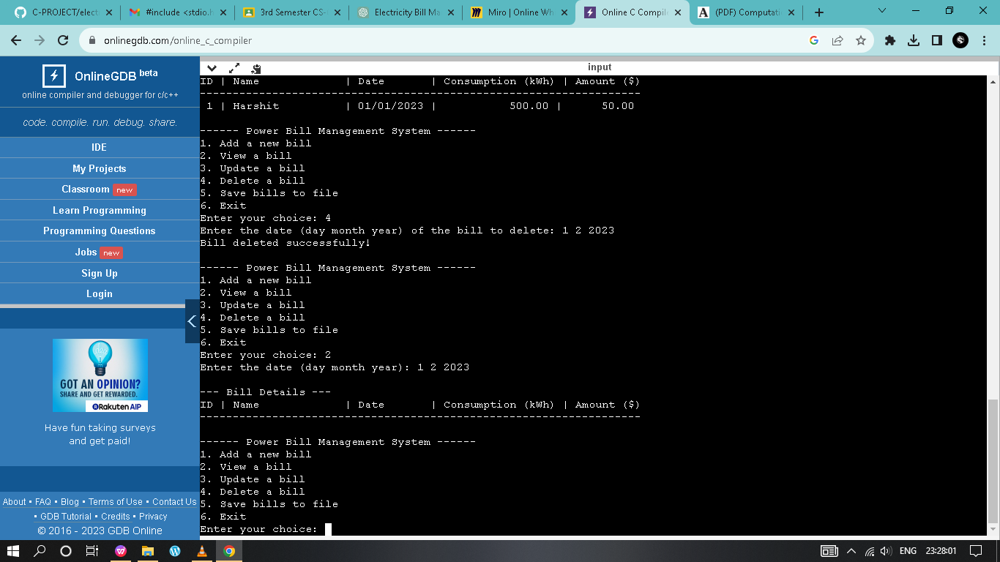 C-PROJECT/elect
#include <stdio.h
3rd Semester CS-
Electricity Bill Ma
Miro | Online Wh
Online C Compile
(PDF) Computati
onlinegdb.com/online_c_compiler
OnlineGDB beta
online compiler and debugger for c/c++
code. compile. run. debug. share.
IDE
My Projects
Classroom new
Learn Programming
Programming Questions
Jobs new
Sign Up
Login
GOT AN OPINION?
SHARE AND GET REWARDED.
Rakuten AIP
Have fun taking surveys
and get paid!
About • FAQ • Blog • Terms of Use • Contact Us
• GDB Tutorial • Credits • Privacy
© 2016 - 2023 GDB Online
input
ID | Name | Date | Consumption (kWh) | Amount ($)
-------------------------------------------------------------------
1 | Harshit | 01/01/2023 | 500.00 | 50.00
------ Power Bill Management System ------
1. Add a new bill
2. View a bill
3. Update a bill
4. Delete a bill
5. Save bills to file
6. Exit
Enter your choice: 4
Enter the date (day month year) of the bill to delete: 1 2 2023
Bill deleted successfully!
------ Power Bill Management System ------
1. Add a new bill
2. View a bill
3. Update a bill
4. Delete a bill
5. Save bills to file
6. Exit
Enter your choice: 2
Enter the date (day month year): 1 2 2023
--- Bill Details ---
ID | Name | Date | Consumption (kWh) | Amount ($)
-------------------------------------------------------------------
------ Power Bill Management System ------
1. Add a new bill
2. View a bill
3. Update a bill
4. Delete a bill
5. Save bills to file
6. Exit
Enter your choice:
ENG 23:28:01